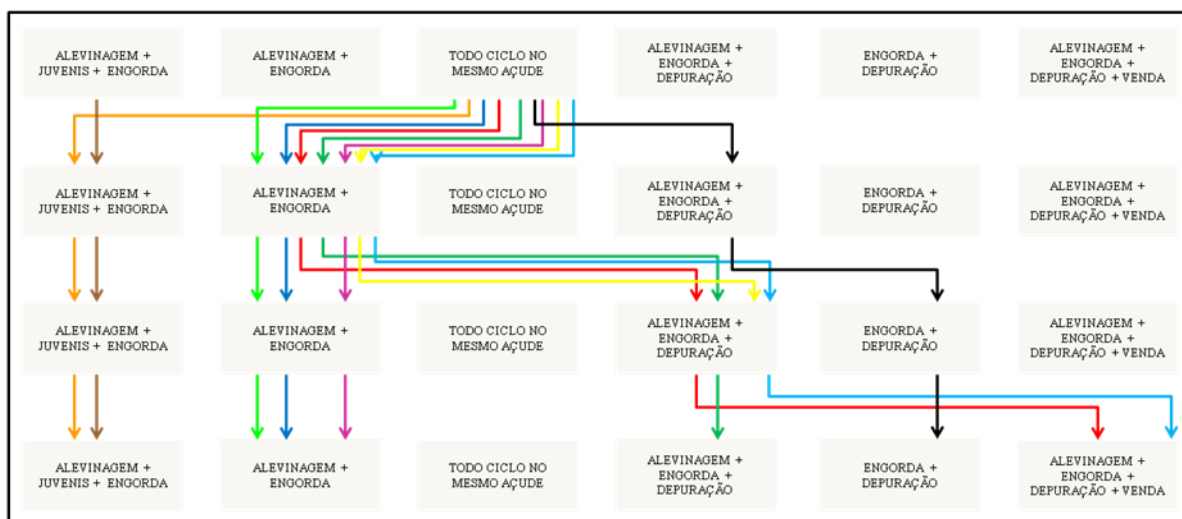 ALEVINAGEM +
JUVENIS + ENGORDA
ALEVINAGEM +
ENGORDA
TODO CICLO NO
MESMO AÇUDE
ALEVINAGEM +
ENGORDA +
DEPURAÇÃO
ENGORDA +
DEPURAÇÃO
ALEVINAGEM +
ENGORDA +
DEPURAÇÃO + VENDA
ALEVINAGEM +
JUVENIS + ENGORDA
ALEVINAGEM +
ENGORDA
TODO CICLO NO
MESMO AÇUDE
ALEVINAGEM +
ENGORDA +
DEPURAÇÃO
ENGORDA +
DEPURAÇÃO
ALEVINAGEM +
ENGORDA +
DEPURAÇÃO + VENDA
ALEVINAGEM +
JUVENIS + ENGORDA
ALEVINAGEM +
ENGORDA
TODO CICLO NO
MESMO AÇUDE
ALEVINAGEM +
ENGORDA +
DEPURAÇÃO
ENGORDA +
DEPURAÇÃO
ALEVINAGEM +
ENGORDA +
DEPURAÇÃO + VENDA
ALEVINAGEM +
JUVENIS + ENGORDA
ALEVINAGEM +
ENGORDA
TODO CICLO NO
MESMO AÇUDE
ALEVINAGEM +
ENGORDA +
DEPURAÇÃO
ENGORDA +
DEPURAÇÃO
ALEVINAGEM +
ENGORDA +
DEPURAÇÃO + VENDA